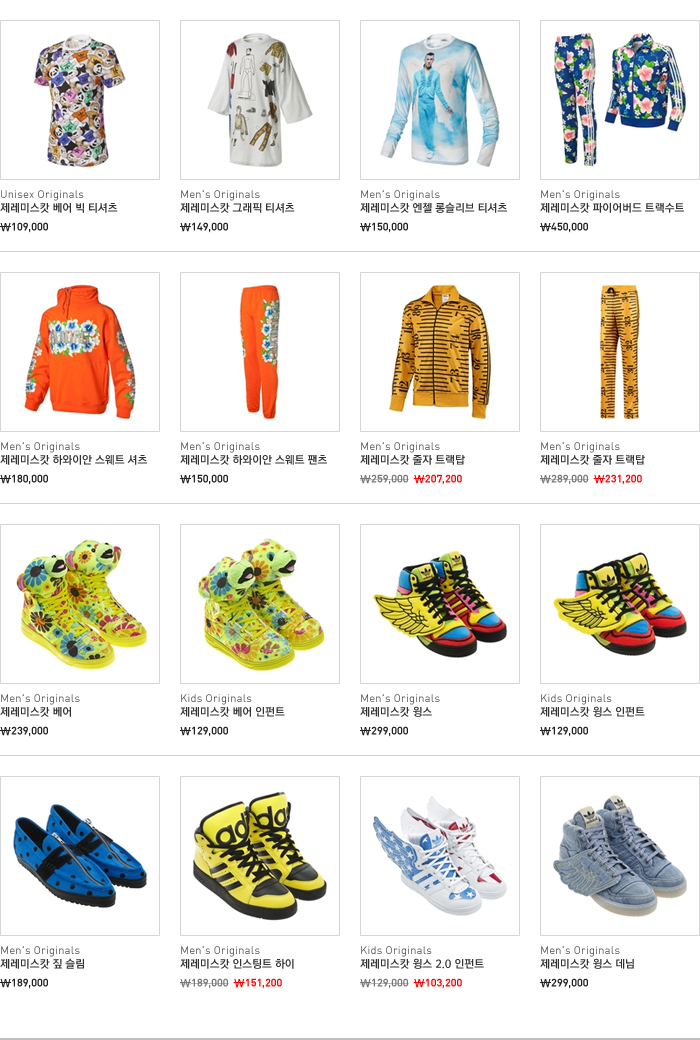 Unisex Originals
제레미스캇 베어 빅 티셔츠
₩109,000
Men's Originals
제레미스캇 그래픽 티셔츠
₩149,000
Men's Originals
제레미스캇 엔젤 롱슬리브 티셔츠
₩150,000
Men's Originals
제레미스캇 파이어버드 트랙수트
₩450,000
Men's Originals
제레미스캇 하와이안 스웨트 셔츠
₩180,000
Men's Originals
제레미스캇 하와이안 스웨트 팬츠
₩150,000
Men's Originals
제레미스캇 줄자 트랙탑
₩259,000 ₩207,200
Men's Originals
제레미스캇 줄자 트랙탑
₩289,000 ₩231,200
Men's Originals
제레미스캇 베어
₩239,000
Kids Originals
제레미스캇 베어 인펀트
₩129,000
Men's Originals
제레미스캇 윙스
₩299,000
Kids Originals
제레미스캇 윙스 인펀트
₩129,000
Men's Originals
제레미스캇 짚 슬림
₩189,000
Men's Originals
제레미스캇 인스팅트 하이
₩189,000 ₩151,200
Kids Originals
제레미스캇 윙스 2.0 인펀트
₩129,000 ₩103,200
Men's Originals
제레미스캇 윙스 데님
₩299,000